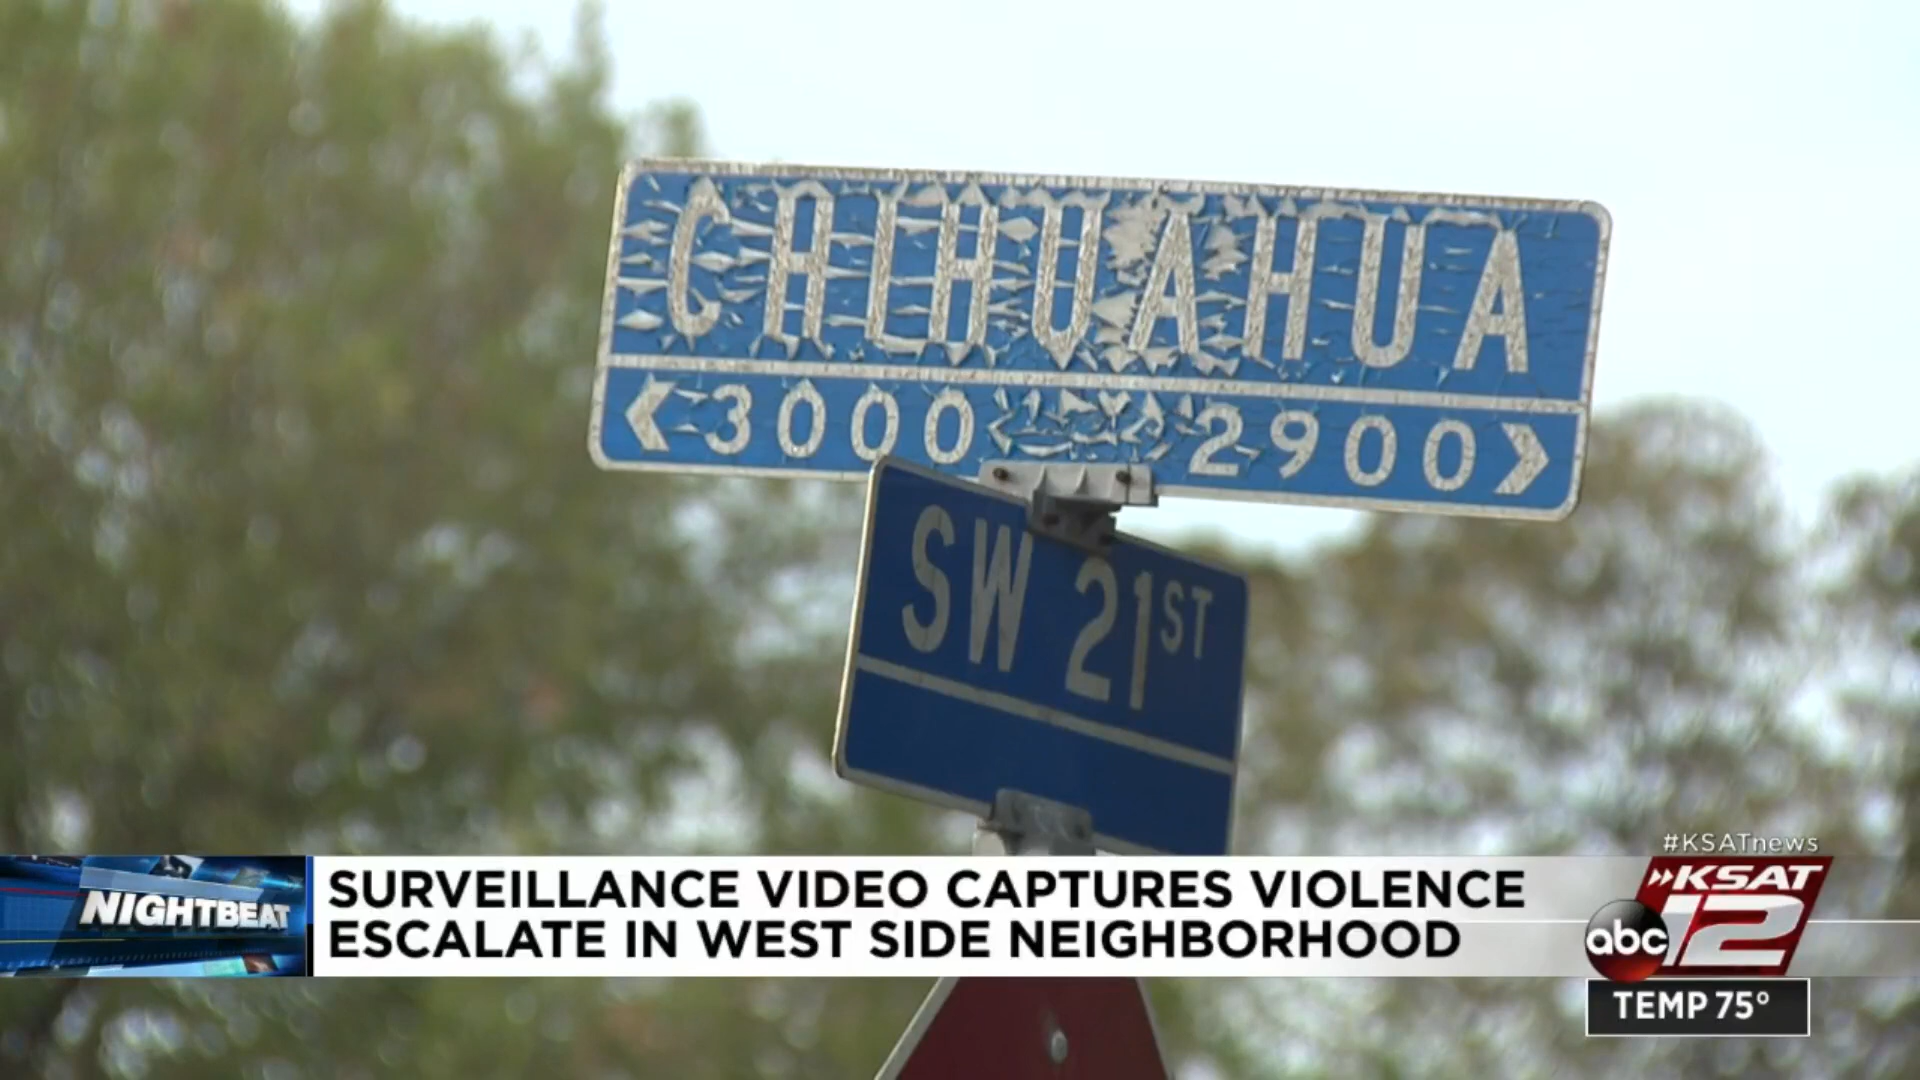 CHIHUAHUA
3000 2900
SW 21ST
#KSATnews
NIGHTBEAT
SURVEILLANCE VIDEO CAPTURES VIOLENCE
ESCALATE IN WEST SIDE NEIGHBORHOOD
KSAT
abc 12
TEMP 75°